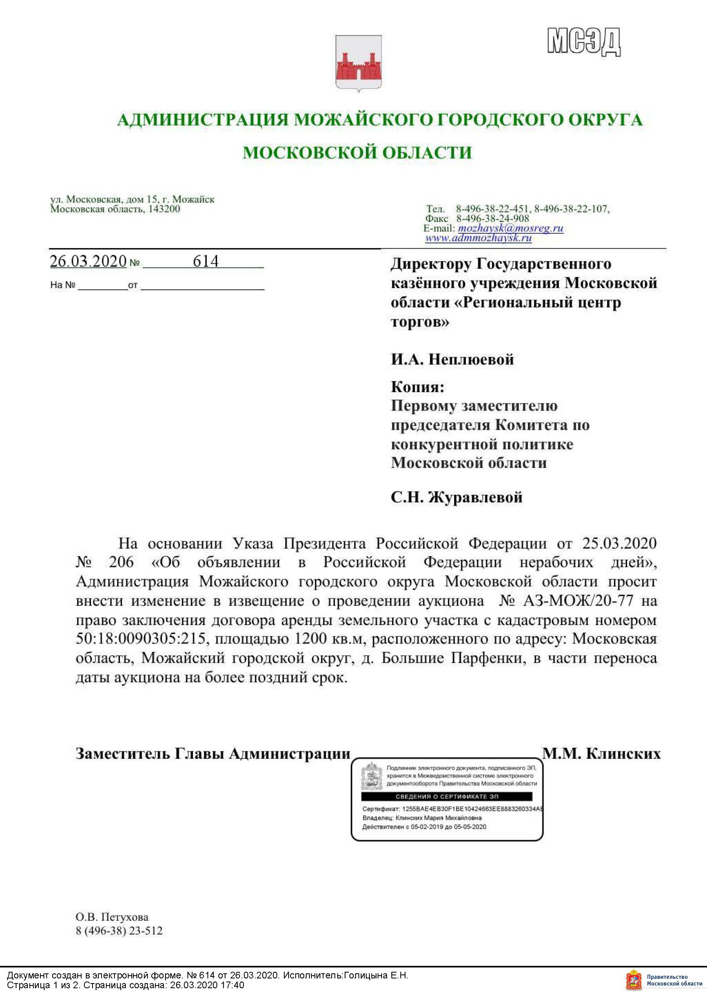 МСЭД
АДМИНИСТРАЦИЯ МОЖАЙСКОГО ГОРОДСКОГО ОКРУГА
МОСКОВСКОЙ ОБЛАСТИ
ул. Московская, дом 15, г. Можайск
Московская область, 143200
Тел. 8-496-38-22-451, 8-496-38-22-107,
Факс 8-496-38-24-908
E-mail: mozhaysk@mosreg.ru
www.admmozhaysk.ru
26.03.2020 № 614
На № от
Директору Государственного
казённого учреждения Московской
области «Региональный центр
торгов»
И.А. Неплюевой
Копия:
Первому заместителю
председателя Комитета по
конкурентной политике
Московской области
С.Н. Журавлевой
На основании Указа Президента Российской Федерации от 25.03.2020
№ 206 «Об объявлении в Российской Федерации нерабочих дней»,
Администрация Можайского городского округа Московской области просит
внести изменение в извещение о проведении аукциона № АЗ-МОЖ/20-77 на
право заключения договора аренды земельного участка с кадастровым номером
50:18:0090305:215, площадью 1200 кв.м, расположенного по адресу: Московская
область, Можайский городской округ, д. Большие Парфенки, в части переноса
даты аукциона на более поздний срок.
Заместитель Главы Администрации М.М. Клинских
Подлинник электронного документа, подписанного ЭП,
хранится в Межведомственной системе электронного
документооборота Правительства Московской области
СВЕДЕНИЯ О СЕРТИФИКАТЕ ЭП
Сертификат: 1255BAE4EB30F1BE10424663EE8883260334AE
Владелец: Клинских Мария Михайловна
Действителен с 05-02-2019 до 05-05-2020
О.В. Петухова
8 (496-38) 23-512
Документ создан в электронной форме. № 614 от 26.03.2020. Исполнитель:Голицына Е.Н.
Страница 1 из 2. Страница создана: 26.03.2020 17:40
Правительство
Московской области